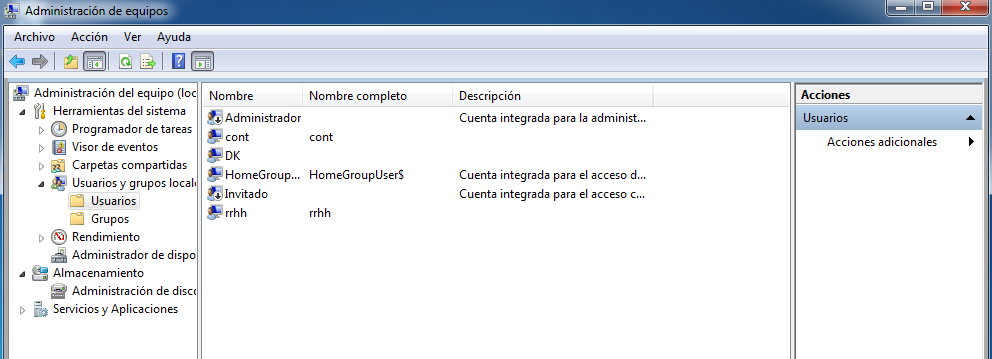 Administración de equipos
Archivo Acción Ver Ayuda
Administración del equipo (loc
Herramientas del sistema
Programador de tareas
Visor de eventos
Carpetas compartidas
Usuarios y grupos locale
Usuarios
Grupos
Rendimiento
Administrador de dispo
Almacenamiento
Administración de disco
Servicios y Aplicaciones
Nombre Nombre completo Descripción
Administrador Cuenta integrada para la administ...
cont cont
DK
HomeGroup... HomeGroupUser$ Cuenta integrada para el acceso d...
Invitado Cuenta integrada para el acceso c...
rrhh rrhh
Acciones
Usuarios
Acciones adicionales